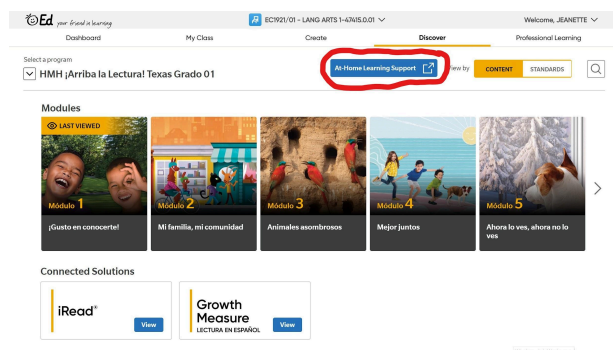 Ed your friend in learning
EC1921/01 - LANG ARTS 1-47415.0.01
Welcome, JEANETTE
Dashboard
My Class
Create
Discover
Professional Learning
Select a program
HMH ¡Arriba la Lectura! Texas Grado 01
At-Home Learning Support
View by
CONTENT
STANDARDS
Modules
LAST VIEWED
Módulo 1
Módulo 2
Módulo 3
Módulo 4
Módulo 5
¡Gusto en conocerte!
Mi familia, mi comunidad
Animales asombrosos
Mejor juntos
Ahora lo ves, ahora no lo
ves
Connected Solutions
iRead®
View
Growth
Measure
LECTURA EN ESPAÑOL
View